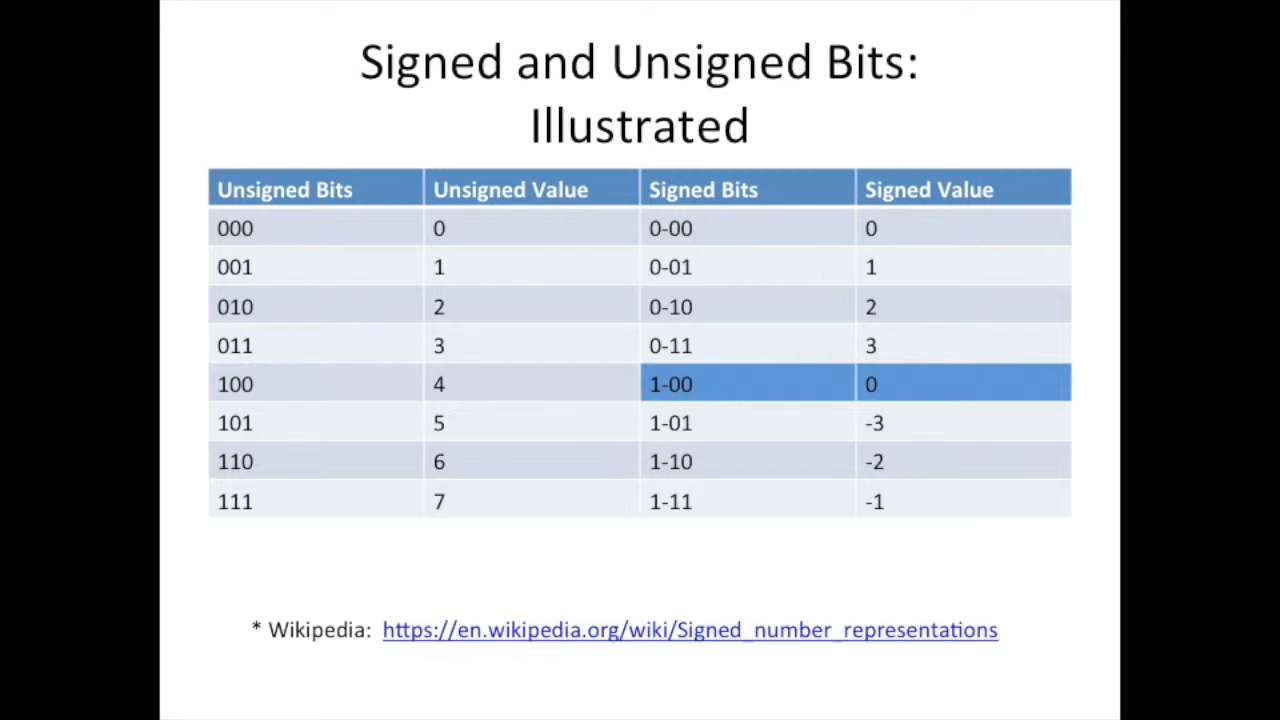 Signed and Unsigned Bits:
Illustrated
Unsigned Bits Unsigned Value Signed Bits Signed Value
000 0 0-00 0
001 1 0-01 1
010 2 0-10 2
011 3 0-11 3
100 4 1-00 0
101 5 1-01 -3
110 6 1-10 -2
111 7 1-11 -1
* Wikipedia: https://en.wikipedia.org/wiki/Signed_number_representations